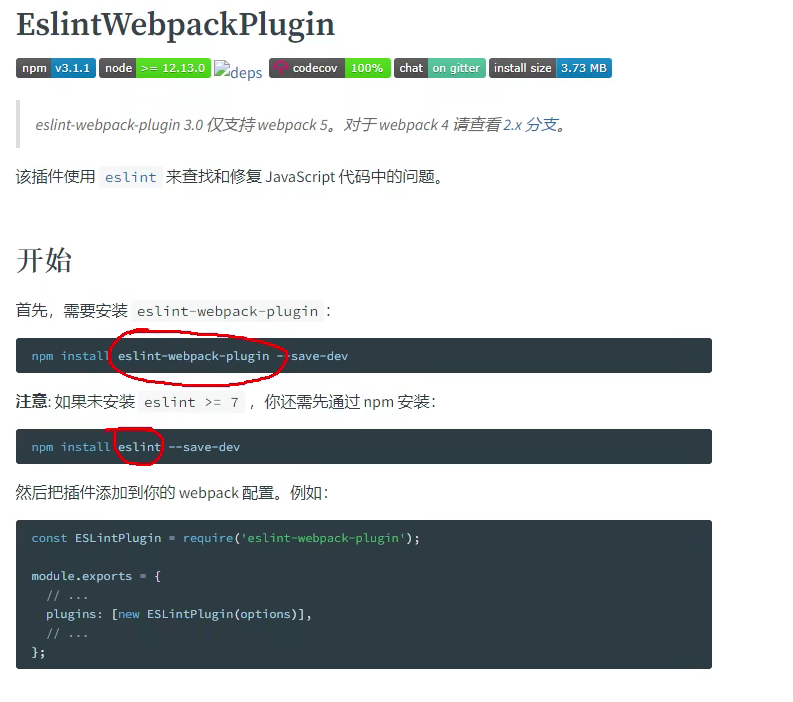 EslintWebpackPlugin
npm v3.1.1 node >= 12.13.0 deps codecov 100% chat on gitter install size 3.73 MB
eslint-webpack-plugin 3.0 仅支持 webpack 5。对于 webpack 4 请查看 2.x 分支。
该插件使用 eslint 来查找和修复 JavaScript 代码中的问题。
开始
首先，需要安装 eslint-webpack-plugin：
npm install eslint-webpack-plugin --save-dev
注意: 如果未安装 eslint >= 7 ，你还需先通过 npm 安装：
npm install eslint --save-dev
然后把插件添加到你的 webpack 配置。例如：
const ESLintPlugin = require('eslint-webpack-plugin');
module.exports = {
// ...
plugins: [new ESLintPlugin(options)],
// ...
};